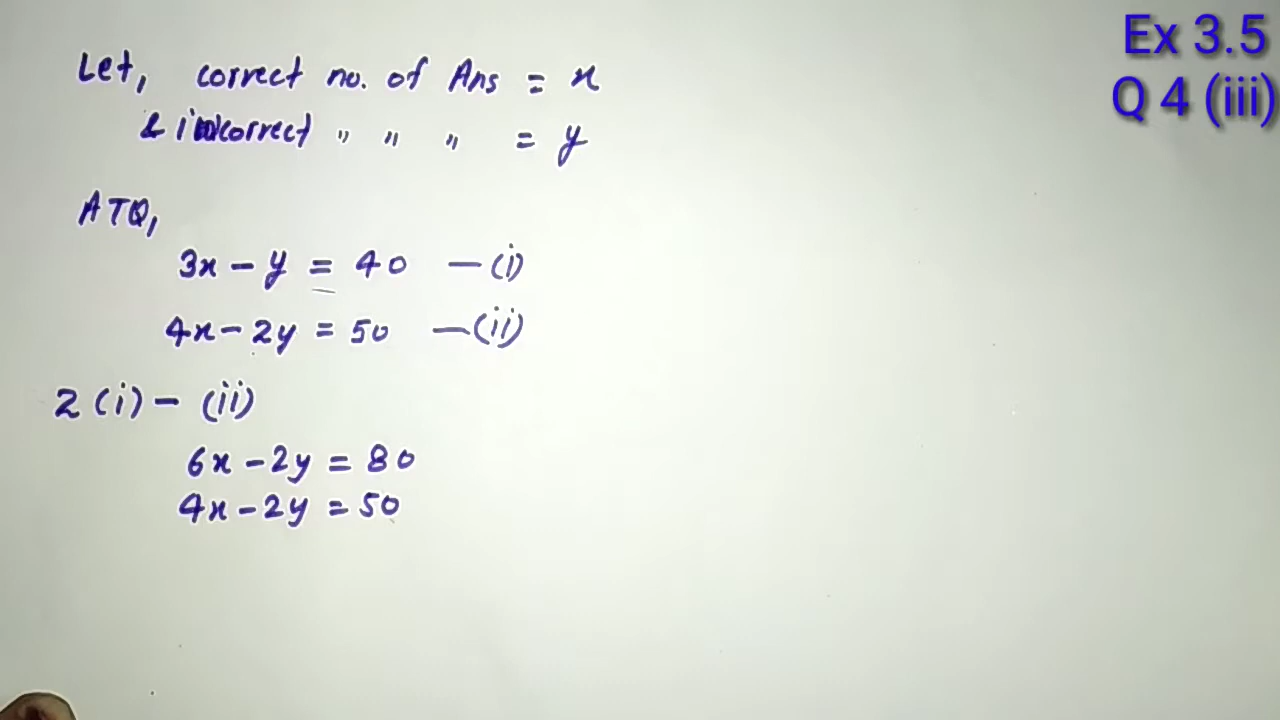 Ex 3.5
Q 4 (iii)
Let, correct no. of Ans = x
& incorrect " " " = y
ATQ,
3x - y = 40 - (i)
4x - 2y = 50 - (ii)
2 (i) - (ii)
6x - 2y = 80
4x - 2y = 50